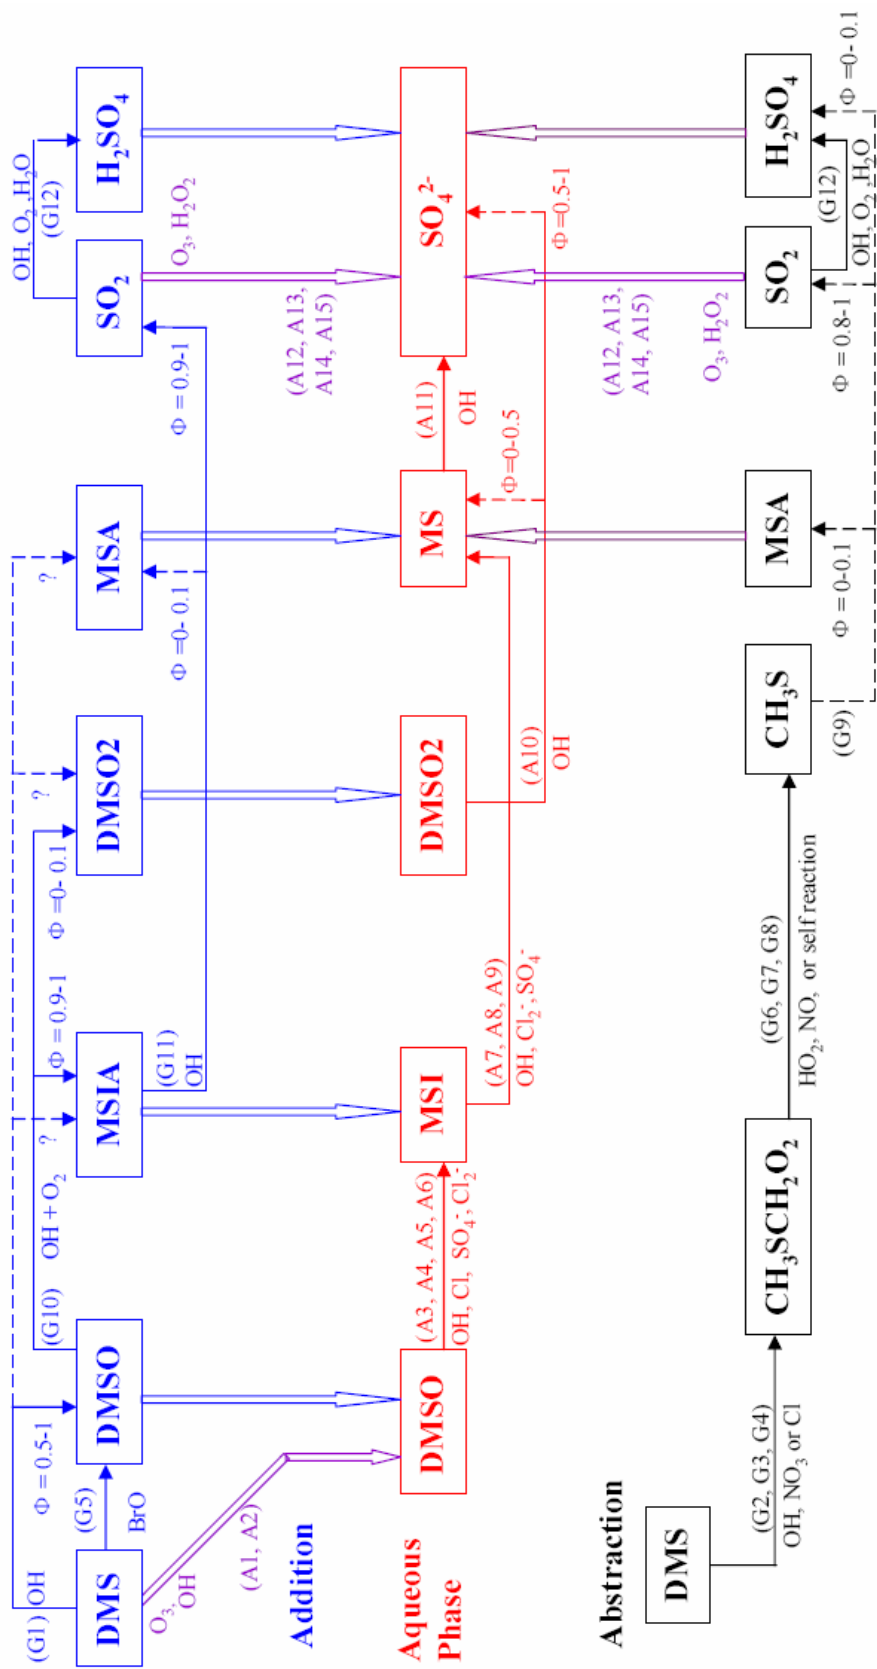 (G1) OH
Φ = 0.5-1
(G10)
OH + O2
?
Φ = 0.9-1
Φ =0- 0.1
?
?
OH, O2 ,H2O
(G12)
DMS
(G5)
BrO
DMSO
MSIA
DMSO2
MSA
SO2
H2SO4
(G11)
OH
Φ =0- 0.1
Φ = 0.9-1
O3, H2O2
O3,
OH
(A1, A2)
(A12, A13,
A14, A15)
Addition
Aqueous
Phase
DMSO
(A3, A4, A5, A6)
OH, Cl, SO4-, Cl2-
MSI
(A7, A8, A9)
OH, Cl2-, SO4-
DMSO2
(A10)
OH
MS
Φ =0-0.5
(A11)
OH
SO42-
Φ =0.5-1
(A12, A13,
A14, A15)
O3, H2O2
Abstraction
DMS
(G2, G3, G4)
OH, NO3 or Cl
CH3SCH2O2
(G6, G7, G8)
HO2, NO, or self reaction
CH3S
(G9)
MSA
Φ = 0-0.1
SO2
Φ = 0.8-1
H2SO4
(G12)
OH, O2 ,H2O
Φ =0- 0.1